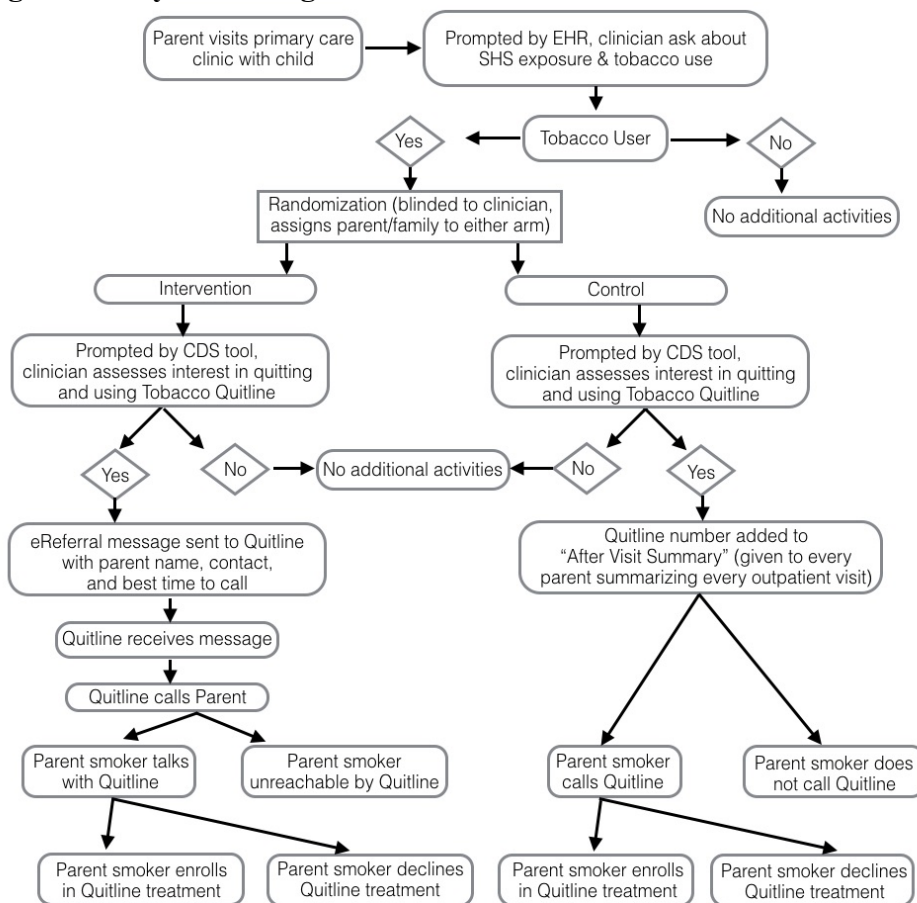 Parent visits primary care
clinic with child
Prompted by EHR, clinician ask about
SHS exposure & tobacco use
Yes
Tobacco User
No
Randomization (blinded to clinician,
assigns parent/family to either arm)
No additional activities
Intervention
Control
Prompted by CDS tool,
clinician assesses interest in quitting
and using Tobacco Quitline
Prompted by CDS tool,
clinician assesses interest in quitting
and using Tobacco Quitline
Yes
No
No additional activities
No
Yes
eReferral message sent to Quitline
with parent name, contact,
and best time to call
Quitline number added to
“After Visit Summary” (given to every
parent summarizing every outpatient visit)
Quitline receives message
Quitline calls Parent
Parent smoker talks
with Quitline
Parent smoker
unreachable by Quitline
Parent smoker
calls Quitline
Parent smoker does
not call Quitline
Parent smoker enrolls
in Quitline treatment
Parent smoker declines
Quitline treatment
Parent smoker enrolls
in Quitline treatment
Parent smoker declines
Quitline treatment